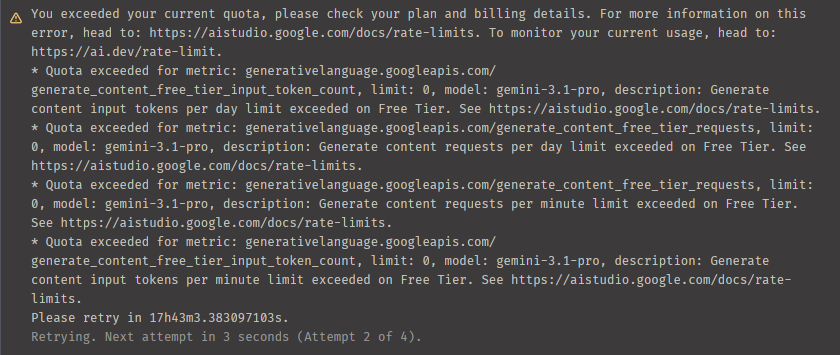 You exceeded your current quota, please check your plan and billing details. For more information on this
error, head to: https://aistudio.google.com/docs/rate-limits. To monitor your current usage, head to:
https://ai.dev/rate-limit.
* Quota exceeded for metric: generativelanguage.googleapis.com/
generate_content_free_tier_input_token_count, limit: 0, model: gemini-3.1-pro, description: Generate
content input tokens per day limit exceeded on Free Tier. See https://aistudio.google.com/docs/rate-limits.
* Quota exceeded for metric: generativelanguage.googleapis.com/generate_content_free_tier_requests, limit:
0, model: gemini-3.1-pro, description: Generate content requests per day limit exceeded on Free Tier. See
https://aistudio.google.com/docs/rate-limits.
* Quota exceeded for metric: generativelanguage.googleapis.com/generate_content_free_tier_requests, limit:
0, model: gemini-3.1-pro, description: Generate content requests per minute limit exceeded on Free Tier.
See https://aistudio.google.com/docs/rate-limits.
* Quota exceeded for metric: generativelanguage.googleapis.com/
generate_content_free_tier_input_token_count, limit: 0, model: gemini-3.1-pro, description: Generate
content input tokens per minute limit exceeded on Free Tier. See https://aistudio.google.com/docs/rate-
limits.
Please retry in 17h43m3.383097103s.
Retrying. Next attempt in 3 seconds (Attempt 2 of 4).